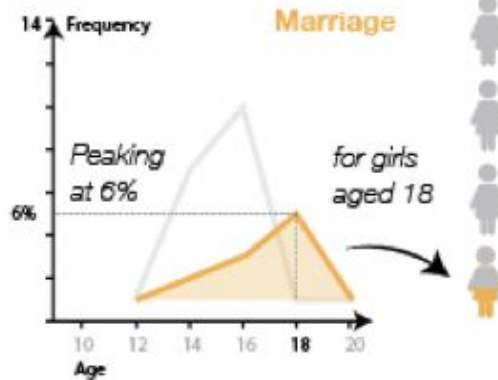 14 Frequency
Marriage
Peaking
at 6%
for girls
aged 18
6%
10 12 14 16 18 20
Age